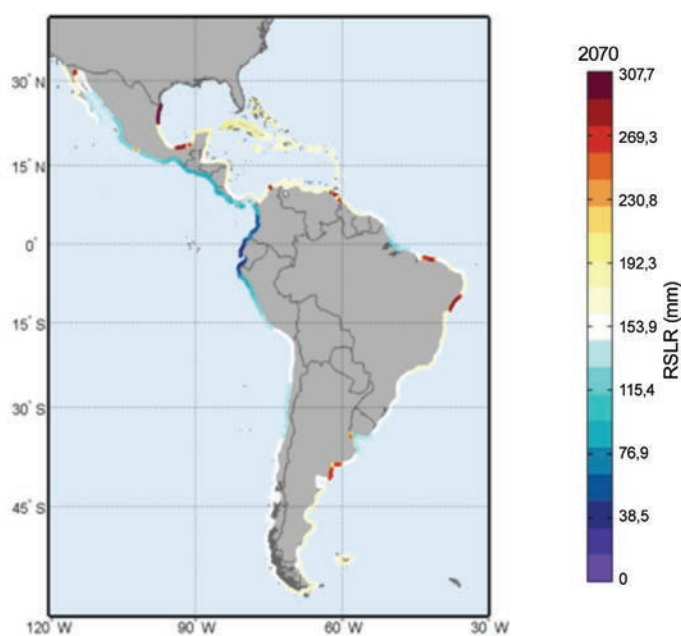 2070
307,7
269,3
230,8
192,3
153,9
115,4
76,9
38,5
0
RSLR (mm)
30° N
15° N
0°
15° S
30° S
45° S
120° W
90° W
60° W
30° W